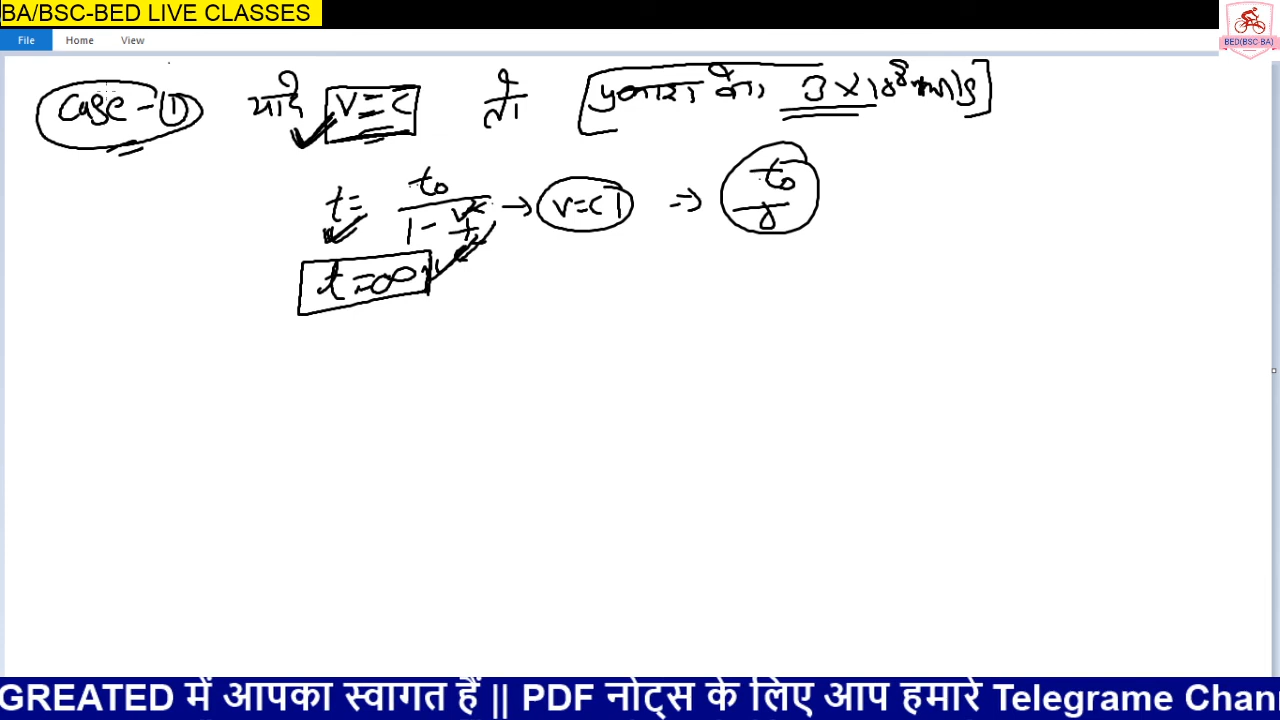 BA/BSC-BED LIVE CLASSES
File Home View
BED(BSC BA)
Case-① यदि V=C तो [प्रकाश का वेग 3×10⁸ m/s]
t = t₀ / 1 - v² / c² → V=C ⇒ t₀ / 0
t=∞
GREATED में आपका स्वागत हैं || PDF नोट्स के लिए आप हमारे Telegrame Chan